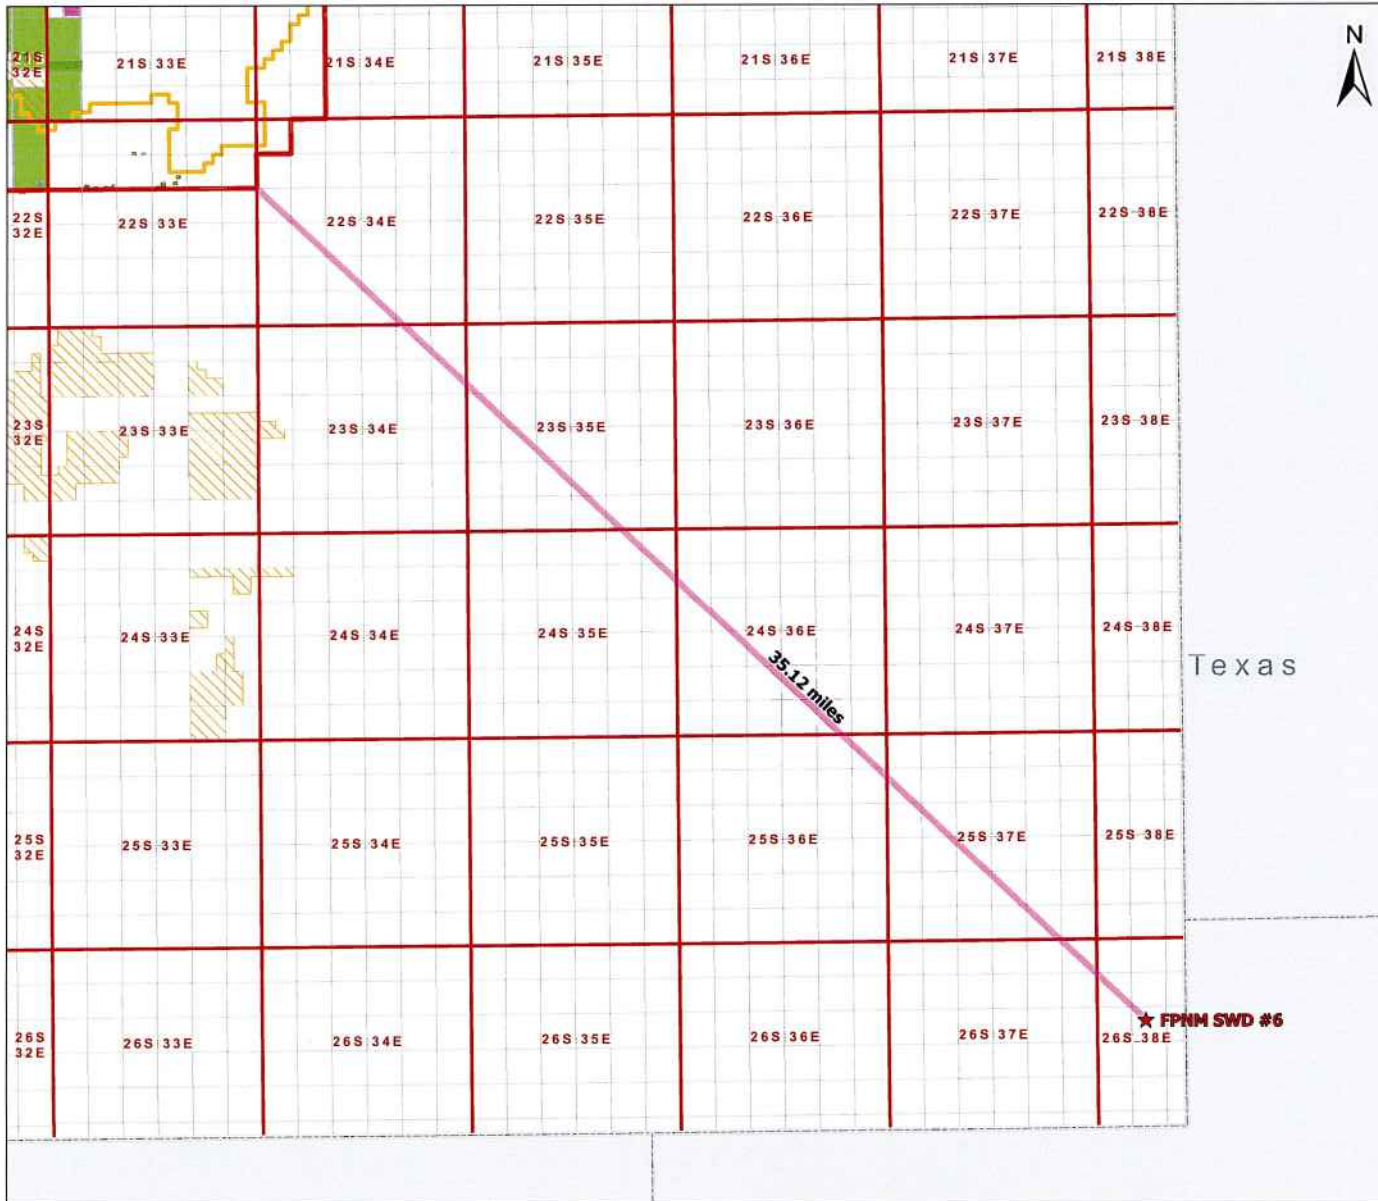 N
21S
32E
21S 33E
21S 34E
21S 35E
21S 36E
21S 37E
21S 38E
22S
32E
22S 33E
22S 34E
22S 35E
22S 36E
22S 37E
22S 38E
23S
32E
23S 33E
23S 34E
23S 35E
23S 36E
23S 37E
23S 38E
24S
32E
24S 33E
24S 34E
24S 35E
24S 36E
24S 37E
24S 38E
Texas
35.12 miles
25S
32E
25S 33E
25S 34E
25S 35E
25S 36E
25S 37E
25S 38E
FPNM SWD #6
26S
32E
26S 33E
26S 34E
26S 35E
26S 36E
26S 37E
26S 38E